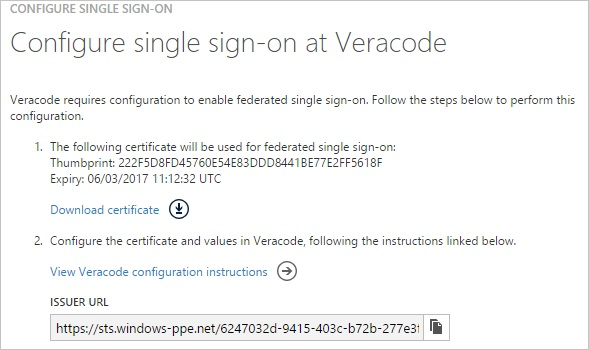 CONFIGURE SINGLE SIGN-ON
Configure single sign-on at Veracode
Veracode requires configuration to enable federated single sign-on. Follow the steps below to perform this
configuration.
1. The following certificate will be used for federated single sign-on:
Thumbprint: 222F5D8FD45760E54E83DDD8441BE77E2FF5618F
Expiry: 06/03/2017 11:12:32 UTC
Download certificate
2. Configure the certificate and values in Veracode, following the instructions linked below.
View Veracode configuration instructions
ISSUER URL
https://sts.windows-ppe.net/6247032d-9415-403c-b72b-277e3f